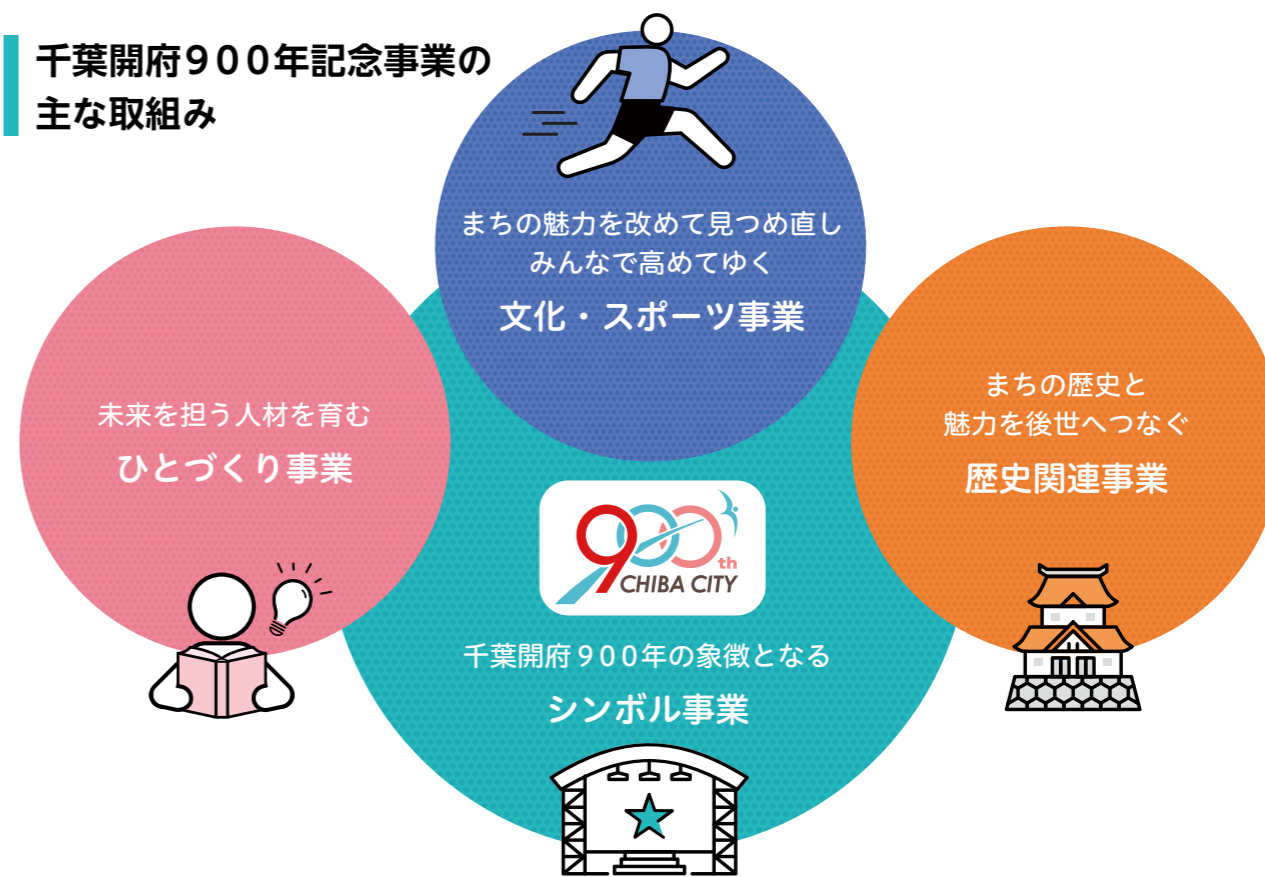 千葉開府９００年記念事業の
主な取組み
まちの魅力を改めて見つめ直し
みんなで高めてゆく
文化・スポーツ事業
未来を担う人材を育む
ひとづくり事業
まちの歴史と
魅力を後世へつなぐ
歴史関連事業
900th
CHIBA CITY
千葉開府９００年の象徴となる
シンボル事業